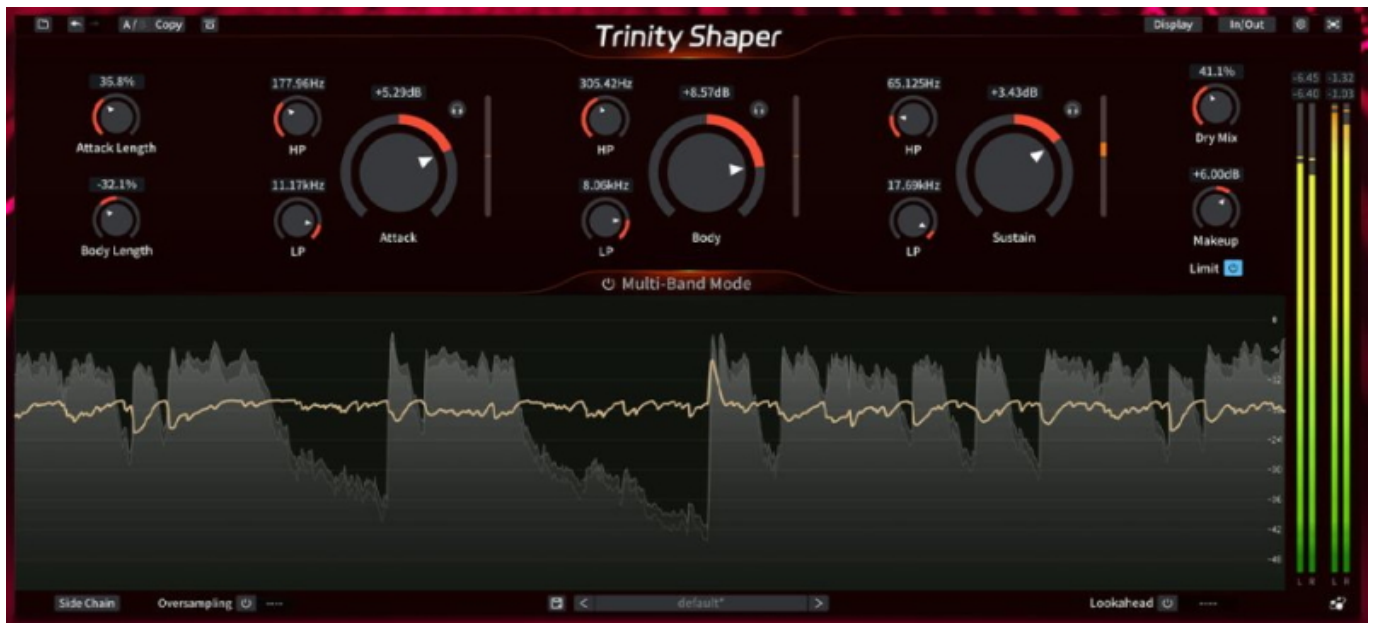 A/B Copy
Trinity Shaper
Display In/Out
35.8%
Attack Length
-32.1%
Body Length
177.96Hz
HP
11.17kHz
LP
+5.29dB
Attack
305.42Hz
HP
8.06kHz
LP
+8.57dB
Body
65.125Hz
HP
17.69kHz
LP
+3.43dB
Sustain
41.1%
Dry Mix
+6.00dB
Makeup
Limit
-6.45 -1.32
-6.40 -1.03
Multi-Band Mode
0
-6
-12
-24
-30
-36
-42
-48
L R L R
Side Chain Oversampling ---- < default* > Lookahead ----